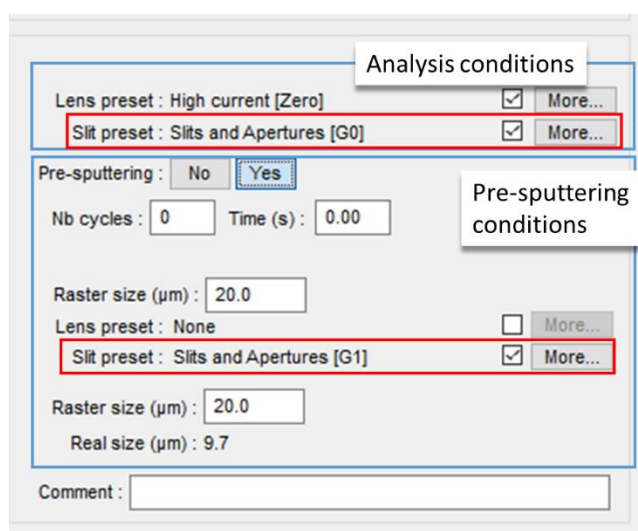 Analysis conditions
Lens preset : High current [Zero] More...
Slit preset : Slits and Apertures [G0] More...
Pre-sputtering : No Yes
Pre-sputtering
conditions
Nb cycles : 0 Time (s) : 0.00
Raster size (µm) : 20.0
Lens preset : None More...
Slit preset : Slits and Apertures [G1] More...
Raster size (µm) : 20.0
Real size (µm) : 9.7
Comment :